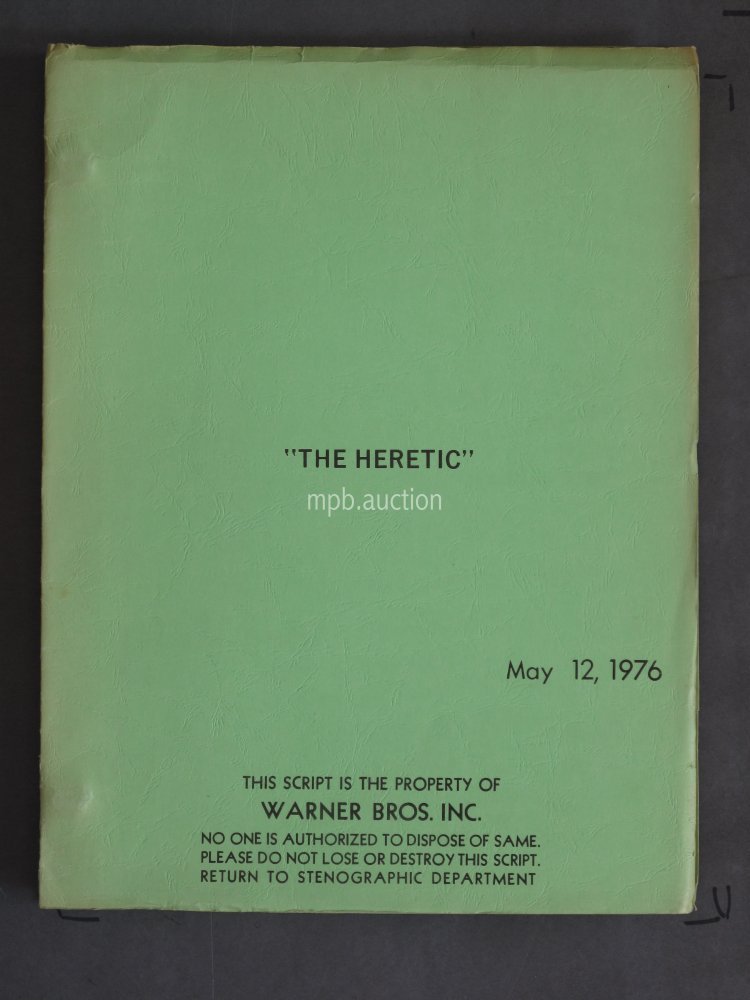 "THE HERETIC"
mpb.auction
May 12, 1976
THIS SCRIPT IS THE PROPERTY OF
WARNER BROS. INC.
NO ONE IS AUTHORIZED TO DISPOSE OF SAME.
PLEASE DO NOT LOSE OR DESTROY THIS SCRIPT.
RETURN TO STENOGRAPHIC DEPARTMENT